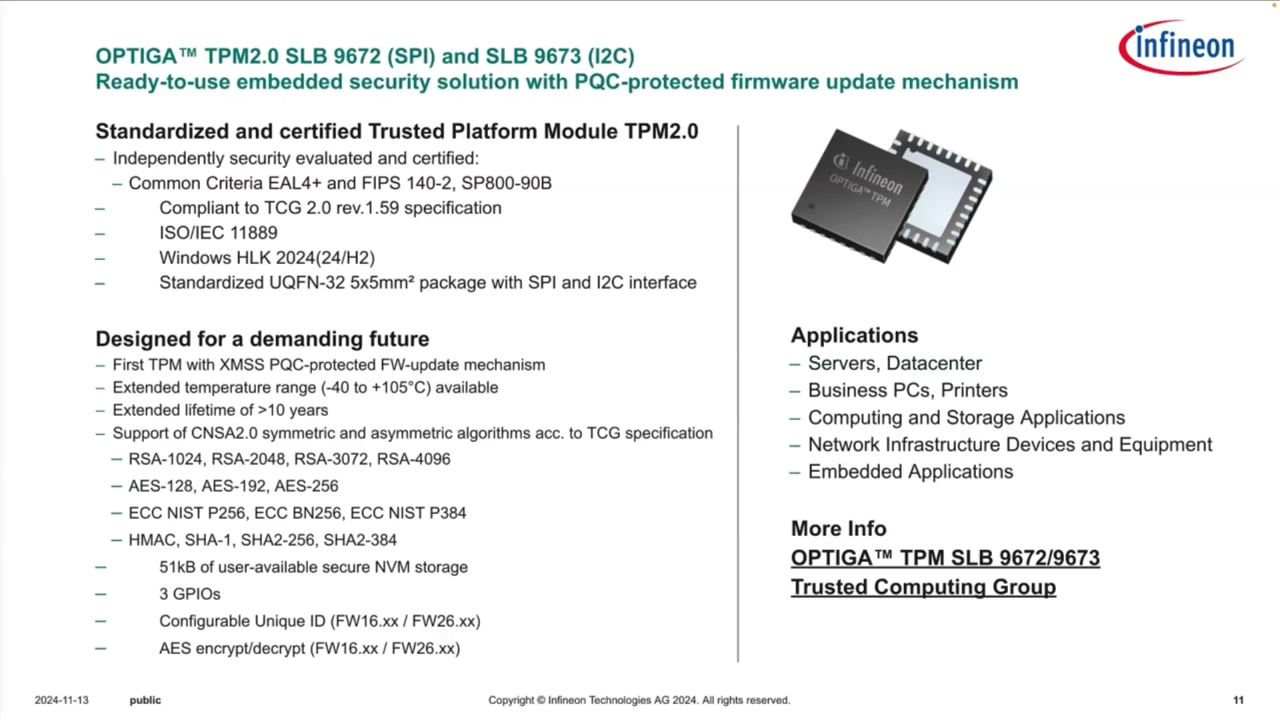 OPTIGA™ TPM2.0 SLB 9672 (SPI) and SLB 9673 (I2C)
Ready-to-use embedded security solution with PQC-protected firmware update mechanism
infineon
Standardized and certified Trusted Platform Module TPM2.0
– Independently security evaluated and certified:
– Common Criteria EAL4+ and FIPS 140-2, SP800-90B
– Compliant to TCG 2.0 rev.1.59 specification
– ISO/IEC 11889
– Windows HLK 2024(24/H2)
– Standardized UQFN-32 5x5mm² package with SPI and I2C interface
Designed for a demanding future
– First TPM with XMSS PQC-protected FW-update mechanism
– Extended temperature range (-40 to +105°C) available
– Extended lifetime of >10 years
– Support of CNSA2.0 symmetric and asymmetric algorithms acc. to TCG specification
– RSA-1024, RSA-2048, RSA-3072, RSA-4096
– AES-128, AES-192, AES-256
– ECC NIST P256, ECC BN256, ECC NIST P384
– HMAC, SHA-1, SHA2-256, SHA2-384
– 51kB of user-available secure NVM storage
– 3 GPIOs
– Configurable Unique ID (FW16.xx / FW26.xx)
– AES encrypt/decrypt (FW16.xx / FW26.xx)
Infineon
OPTIGA™ TPM
Applications
– Servers, Datacenter
– Business PCs, Printers
– Computing and Storage Applications
– Network Infrastructure Devices and Equipment
– Embedded Applications
More Info
OPTIGA™ TPM SLB 9672/9673
Trusted Computing Group
2024-11-13 public Copyright © Infineon Technologies AG 2024. All rights reserved. 11